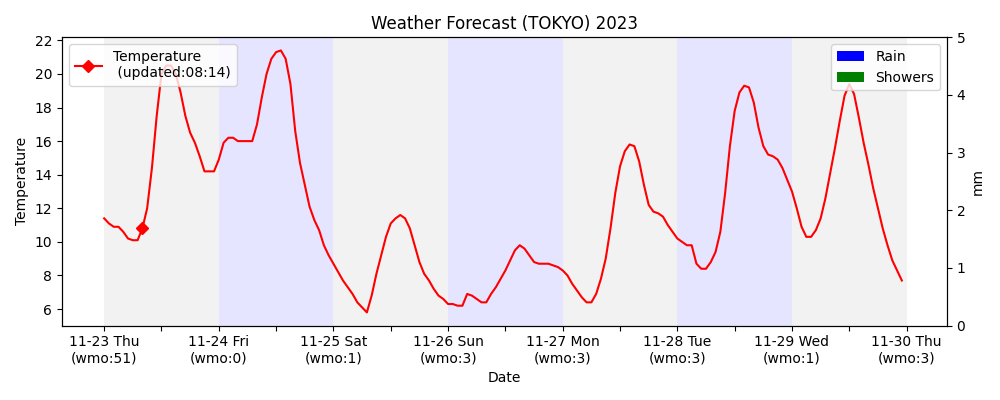 Weather Forecast (TOKYO) 2023
Temperature
(updated:08:14)
Rain
Showers
22
20
18
16
14
12
10
8
6
Temperature
5
4
3
2
1
0
mm
11-23 Thu 11-24 Fri 11-25 Sat 11-26 Sun 11-27 Mon 11-28 Tue 11-29 Wed 11-30 Thu
(wmo:51) (wmo:0) (wmo:1) (wmo:3) (wmo:3) (wmo:3) (wmo:1) (wmo:3)
Date